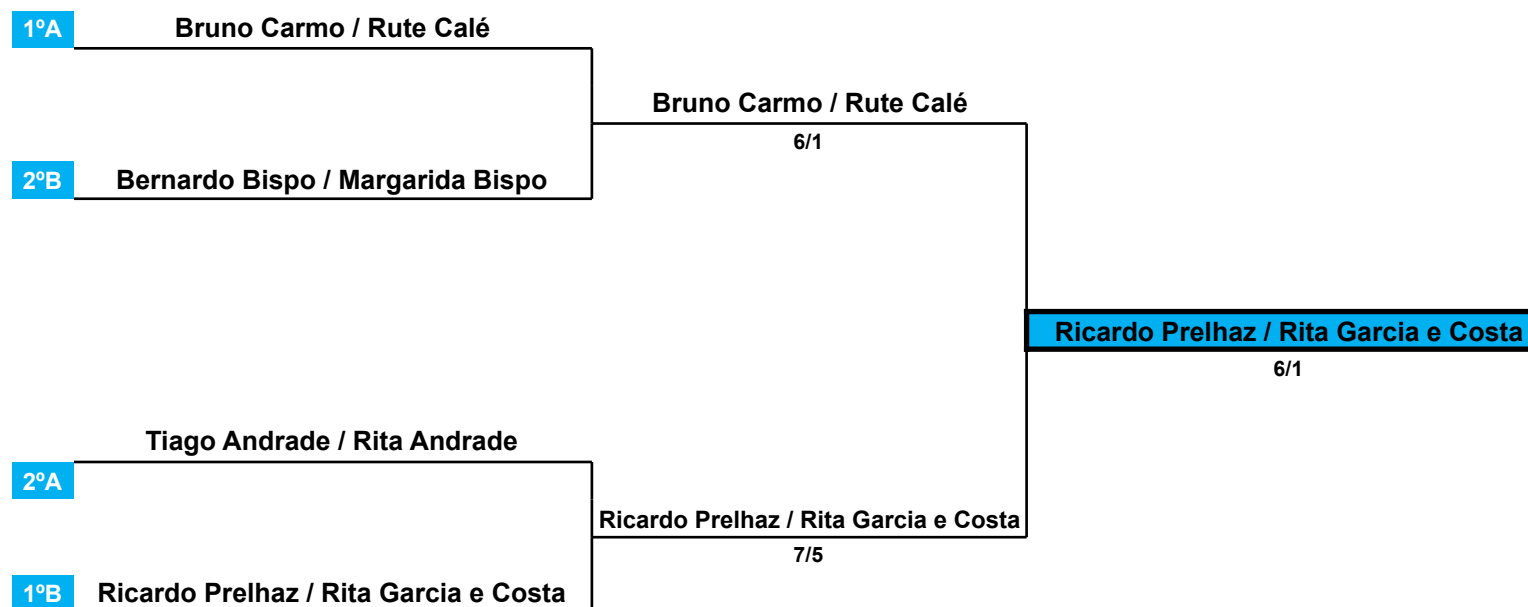 1ºA
Bruno Carmo / Rute Calé
Bruno Carmo / Rute Calé
6/1
2ºB
Bernardo Bispo / Margarida Bispo
Ricardo Prelhaz / Rita Garcia e Costa
6/1
Tiago Andrade / Rita Andrade
2ºA
Ricardo Prelhaz / Rita Garcia e Costa
7/5
1ºB
Ricardo Prelhaz / Rita Garcia e Costa